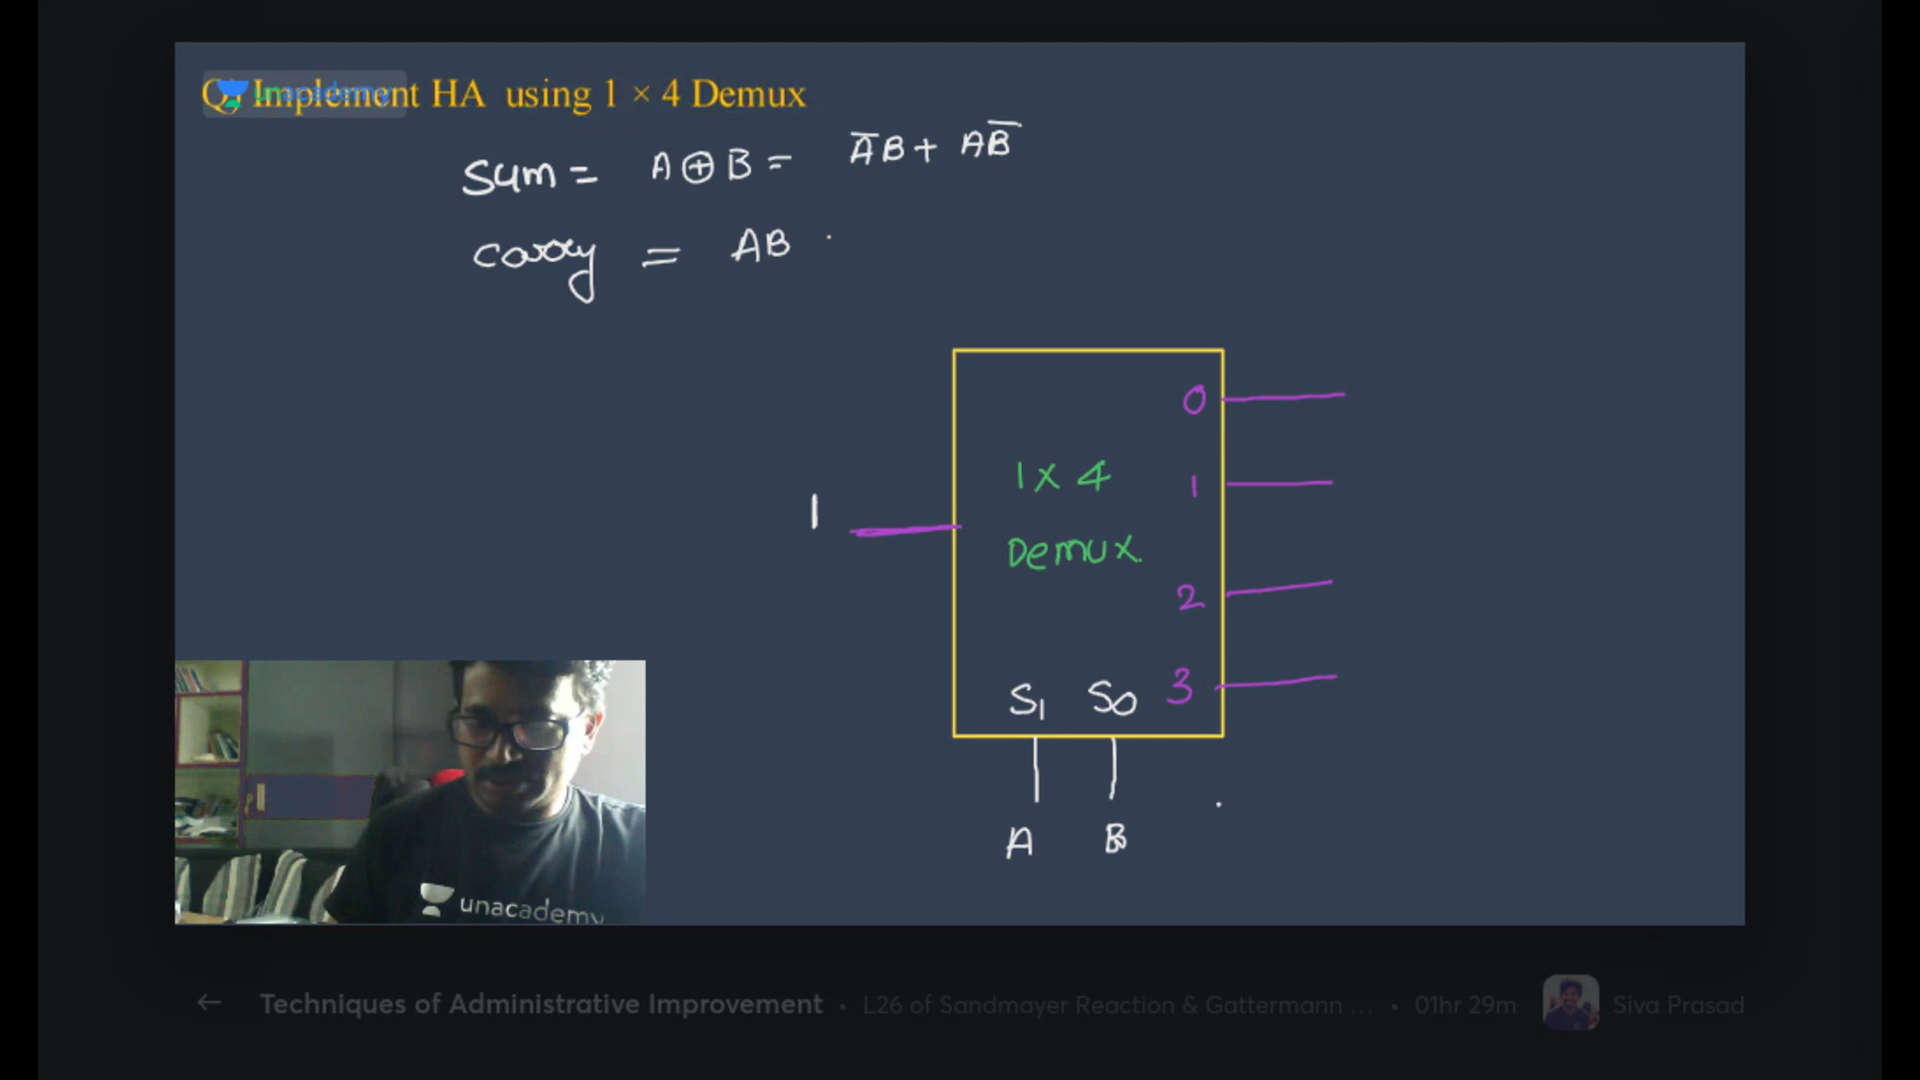 Q) Implement HA using 1 × 4 Demux
unacademy
Sum = A ⊕ B = A̅B + AB̅
Carry = AB
1
1x4
Demux
0
1
2
3
S1 S0
A B
unacademy
← Techniques of Administrative Improvement • L26 of Sandmayer Reaction & Gattermann ... • 01hr 29m Siva Prasad